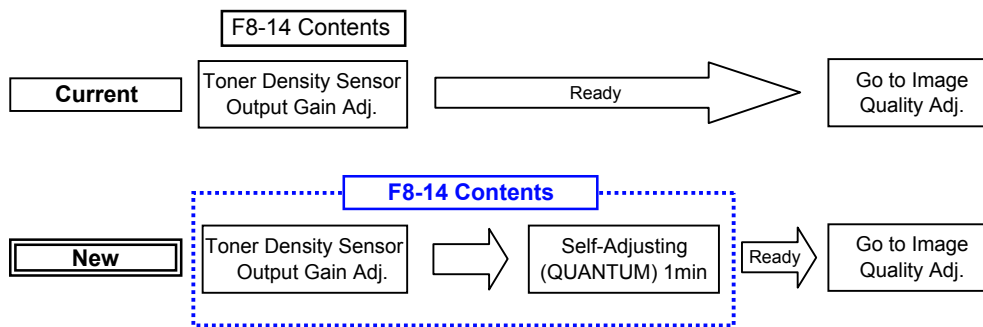 F8-14 Contents
Current
Toner Density Sensor
Output Gain Adj.
Ready
Go to Image
Quality Adj.
F8-14 Contents
New
Toner Density Sensor
Output Gain Adj.
Self-Adjusting
(QUANTUM) 1min
Ready
Go to Image
Quality Adj.